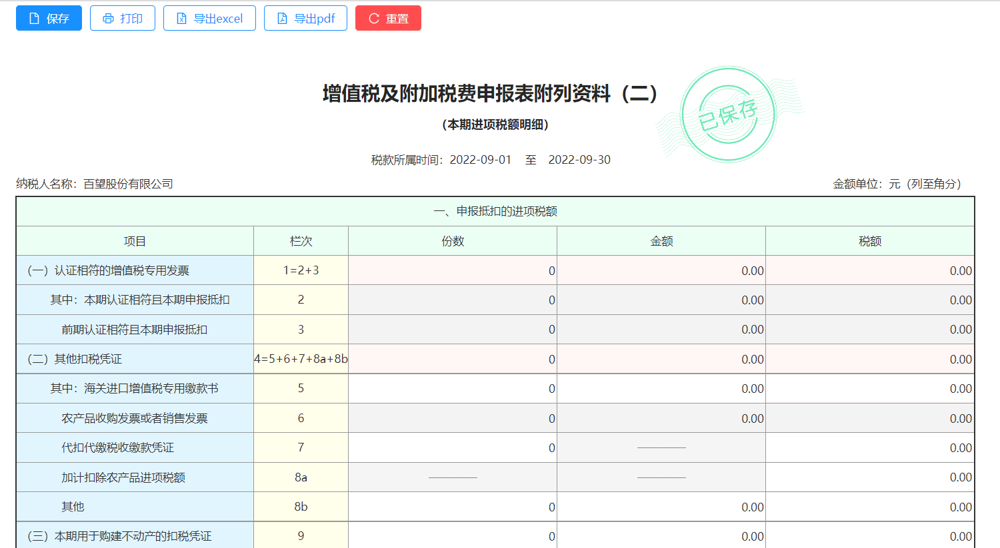 保存 打印 导出excel 导出pdf 重置
增值税及附加税费申报表附列资料（二）
已保存
（本期进项税额明细）
税款所属时间：2022-09-01 至 2022-09-30
纳税人名称：百望股份有限公司 金额单位：元（列至角分）
一、申报抵扣的进项税额
项目 栏次 份数 金额 税额
（一）认证相符的增值税专用发票 1=2+3 0 0.00 0.00
其中：本期认证相符且本期申报抵扣 2 0 0.00 0.00
前期认证相符且本期申报抵扣 3 0 0.00 0.00
（二）其他扣税凭证 4=5+6+7+8a+8b 0 0.00 0.00
其中：海关进口增值税专用缴款书 5 0 0.00 0.00
农产品收购发票或者销售发票 6 0 0.00 0.00
代扣代缴税收缴款凭证 7 0 ———— 0.00
加计扣除农产品进项税额 8a ———— ———— 0.00
其他 8b 0 0.00 0.00
（三）本期用于购建不动产的扣税凭证 9 0 0.00 0.00